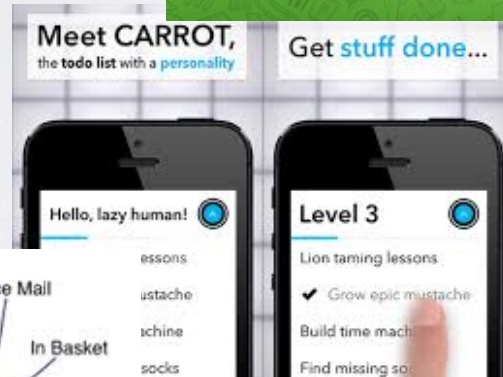 Meet CARROT,
the todo list with a personality
Hello, lazy human!
essons
ustache
achine
socks
Get stuff done...
Level 3
Lion taming lessons
Grow epic mustache
Build time mach
Find missing so
ce Mail
In Basket